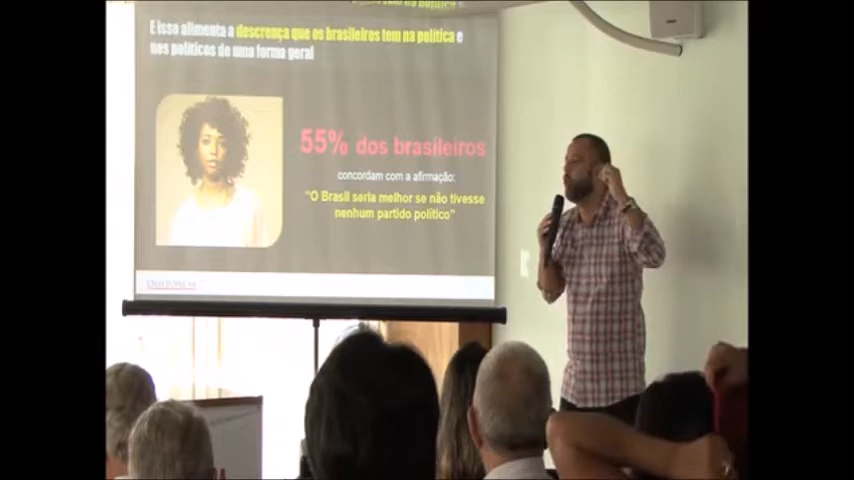 E isso alimenta a descrença que os brasileiros tem na política e
nos políticos de uma forma geral
55% dos brasileiros
concordam com a afirmação:
"O Brasil seria melhor se não tivesse
nenhum partido político"